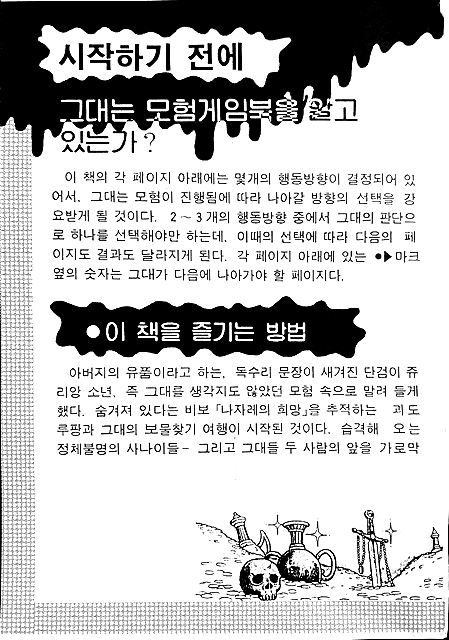 시작하기 전에
그대는 모험게임북을 알고
있는가?
이 책의 각 페이지 아래에는 몇개의 행동방향이 결정되어 있
어서, 그대는 모험이 진행됨에 따라 나아갈 방향의 선택을 강
요받게 될 것이다. 2~3개의 행동방향 중에서 그대의 판단으
로 하나를 선택해야만 하는데, 이때의 선택에 따라 다음의 페
이지도 결과도 달라지게 된다. 각 페이지 아래에 있는 ●▶마크
옆의 숫자는 그대가 다음에 나아가야 할 페이지다.
●이 책을 즐기는 방법
아버지의 유품이라고 하는, 독수리 문장이 새겨진 단검이 쥬
리앙 소년, 즉 그대를 생각지도 않았던 모험 속으로 말려 들게
했다. 숨겨져 있다는 비보 「나자레의 희망」을 추적하는 괴도
루팡과 그대의 보물찾기 여행이 시작된 것이다. 습격해 오는
정체불명의 사나이들- 그리고 그대들 두 사람의 앞을 가로막